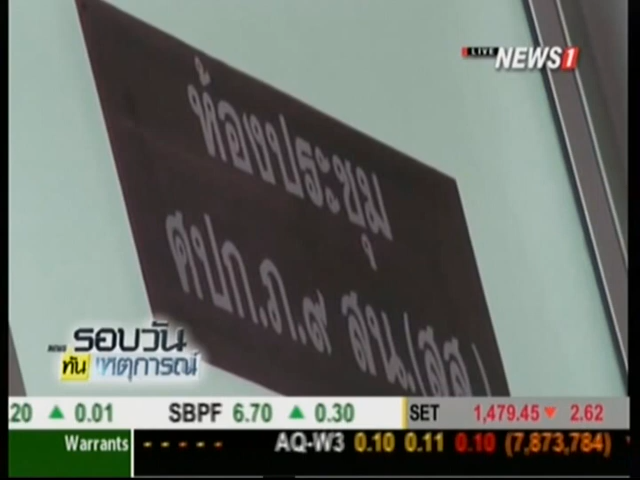 LIVE NEWS1
ห้องประชุม
ศปก.ภ.๙ สน.(สส.)
รอบวัน
ทัน เหตุการณ์
20 ▲ 0.01 SBPF 6.70 ▲ 0.30 SET 1,479.45 ▼ 2.62
Warrants - - - - AQ-W3 0.10 0.11 0.10 (7,873,784)